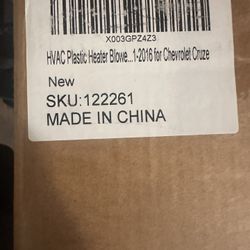 X003GPZ4Z3
HVAC Plastic Heater Blowe...1-2016 for Chevrolet Cruze
New
SKU:122261
MADE IN CHINA